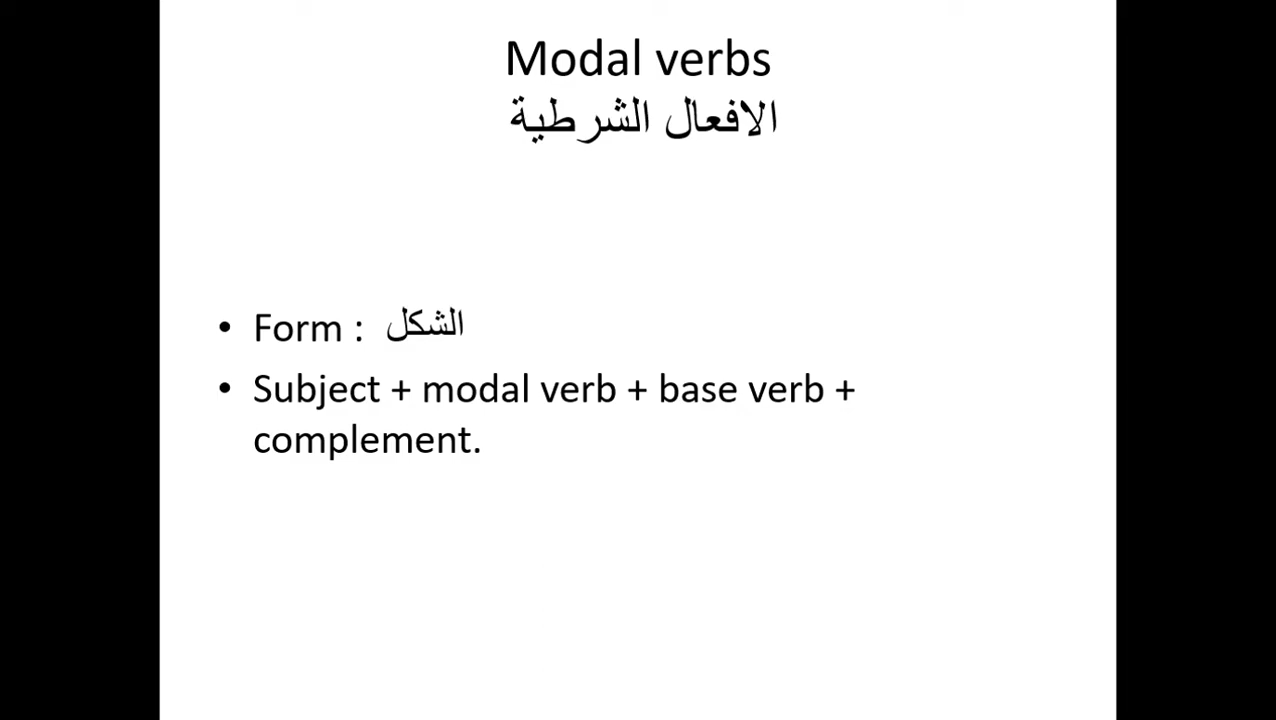 Modal verbs
الافعال الشرطية
• Form : الشكل
• Subject + modal verb + base verb +
complement.